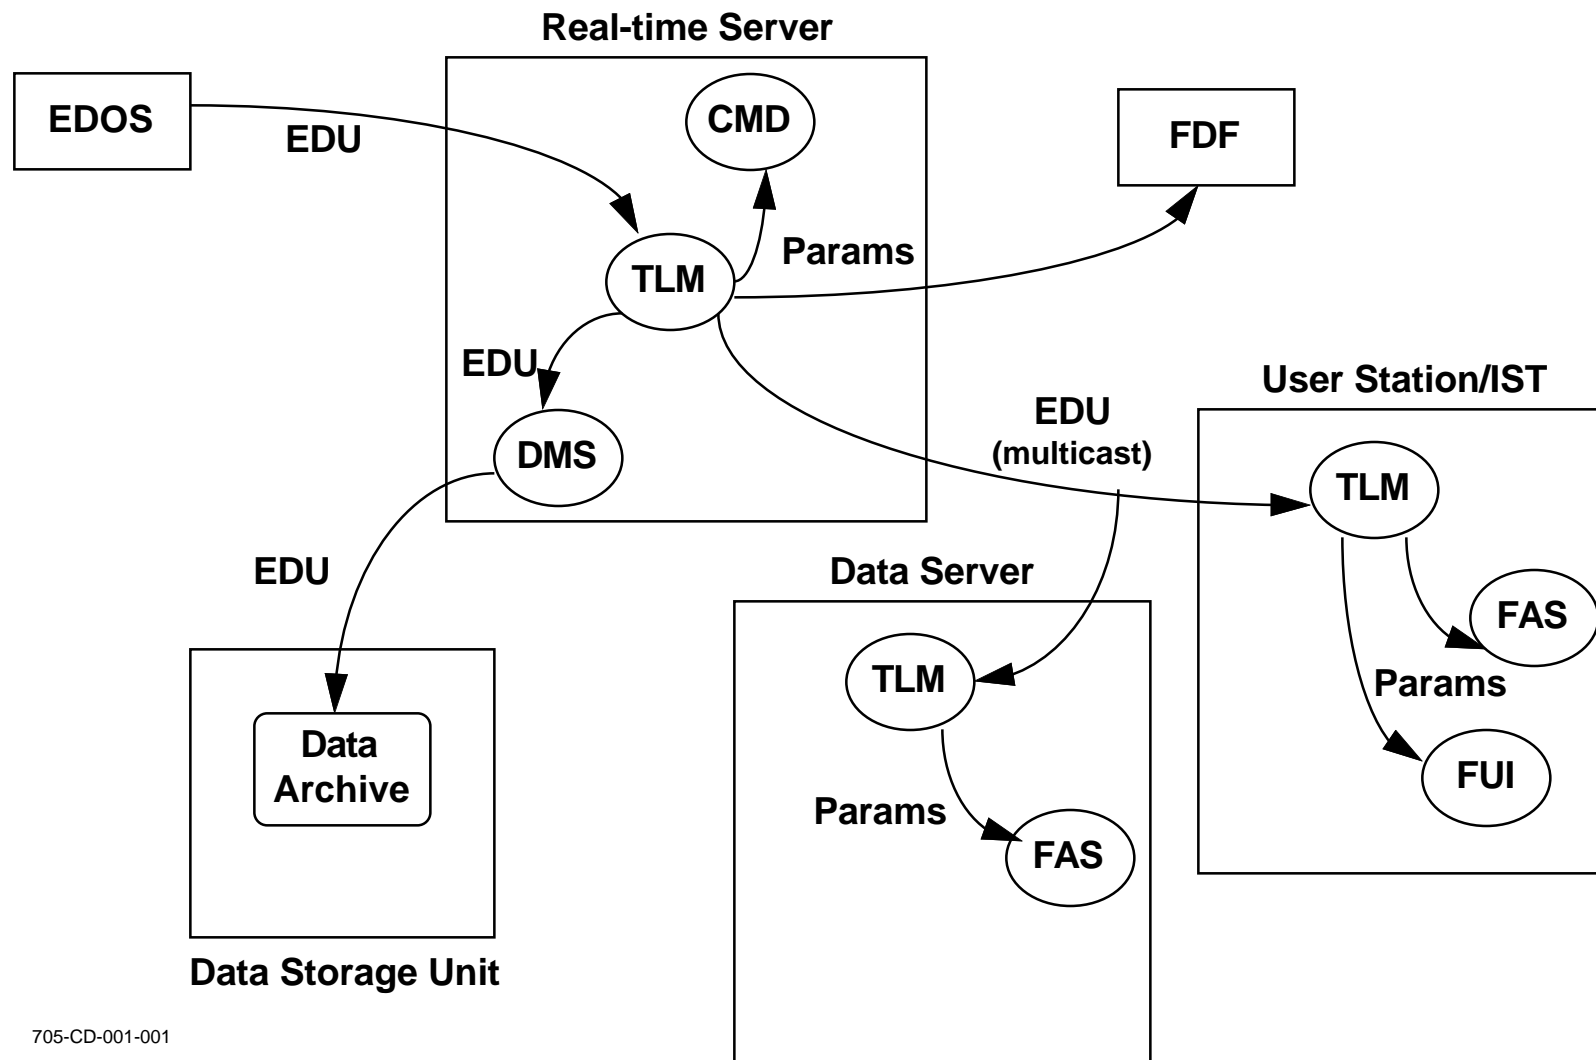 Real-time Server
EDOS
EDU
CMD
FDF
Params
TLM
EDU
DMS
EDU
(multicast)
User Station/IST
TLM
FAS
Params
FUI
EDU
Data Server
TLM
Params
FAS
Data
Archive
Data Storage Unit
705-CD-001-001